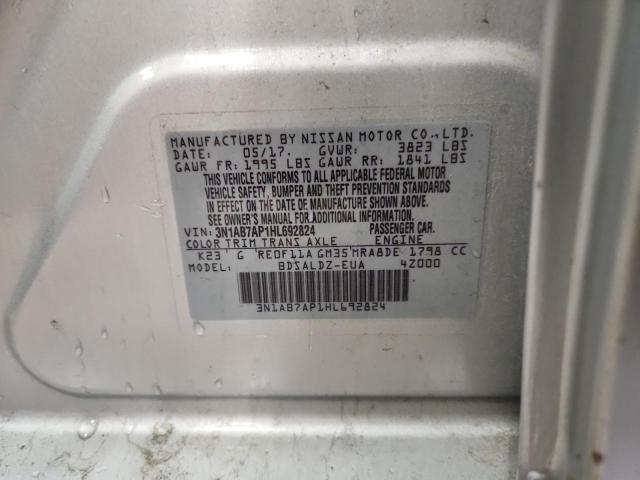 MANUFACTURED BY NISSAN MOTOR CO.,LTD.
DATE: 05/17. GVWR: 3823 LBS
GAWR FR: 1995 LBS GAWR RR: 1841 LBS
THIS VEHICLE CONFORMS TO ALL APPLICABLE FEDERAL MOTOR
VEHICLE SAFETY, BUMPER AND THEFT PREVENTION STANDARDS
IN EFFECT ON THE DATE OF MANUFACTURE SHOWN ABOVE.
SEE OWNER'S MANUAL FOR ADDITIONAL INFORMATION.
VIN: 3N1AB7AP1HL692824 PASSENGER CAR.
COLOR TRIM TRANS AXLE ENGINE
K23 G RE0F11A GM35 MRA8DE 1798 CC
MODEL: BDSALDZ-EUA 4Z000
3N1AB7AP1HL692824